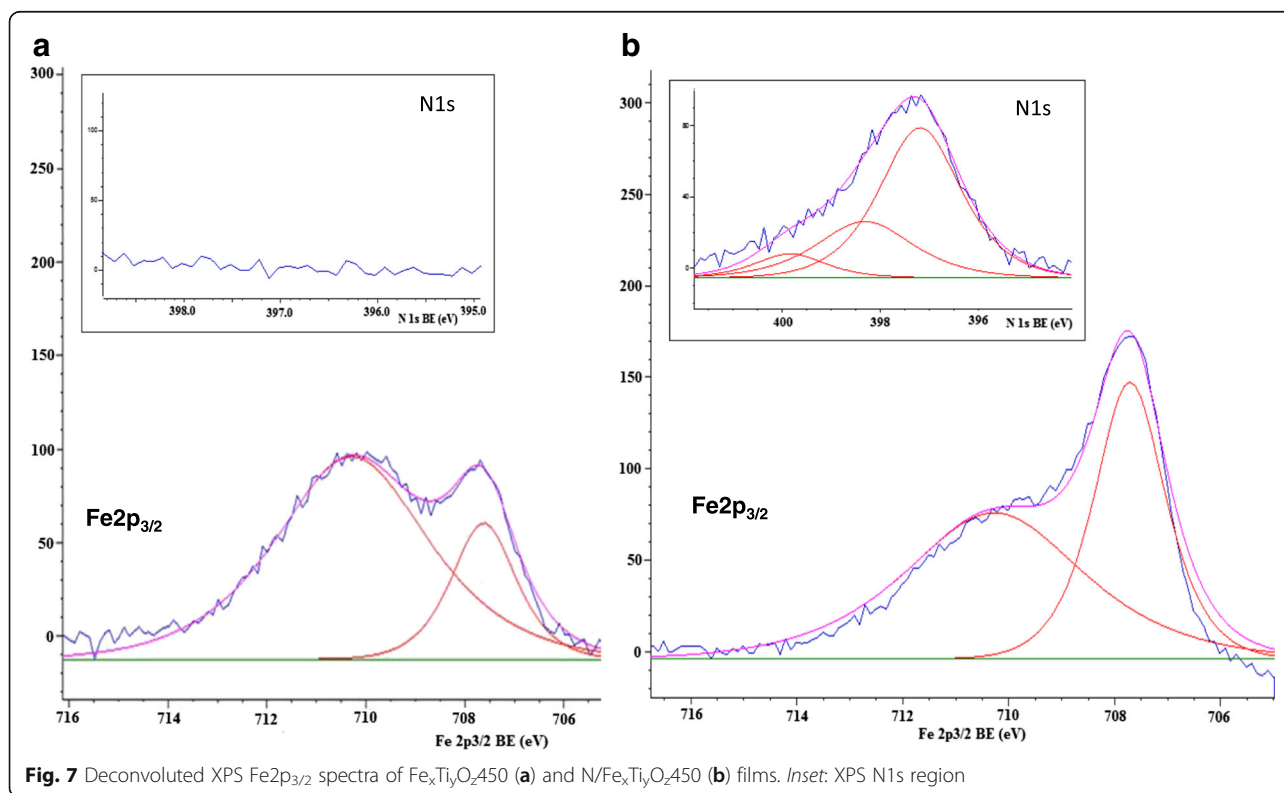 a
300
250
200
150
100
50
0
N1s
100
0
398.0 397.0 396.0 395.0
N 1s BE (eV)
Fe2p3/2
716 714 712 710 708 706
Fe 2p3/2 BE (eV)
b
300
250
200
150
100
50
0
N1s
80
40
0
400 398 396
N 1s BE (eV)
Fe2p3/2
716 714 712 710 708 706
Fe 2p3/2 BE (eV)
Fig. 7 Deconvoluted XPS Fe2p3/2 spectra of FexTiyOz450 (a) and N/FexTiyOz450 (b) films. Inset: XPS N1s region